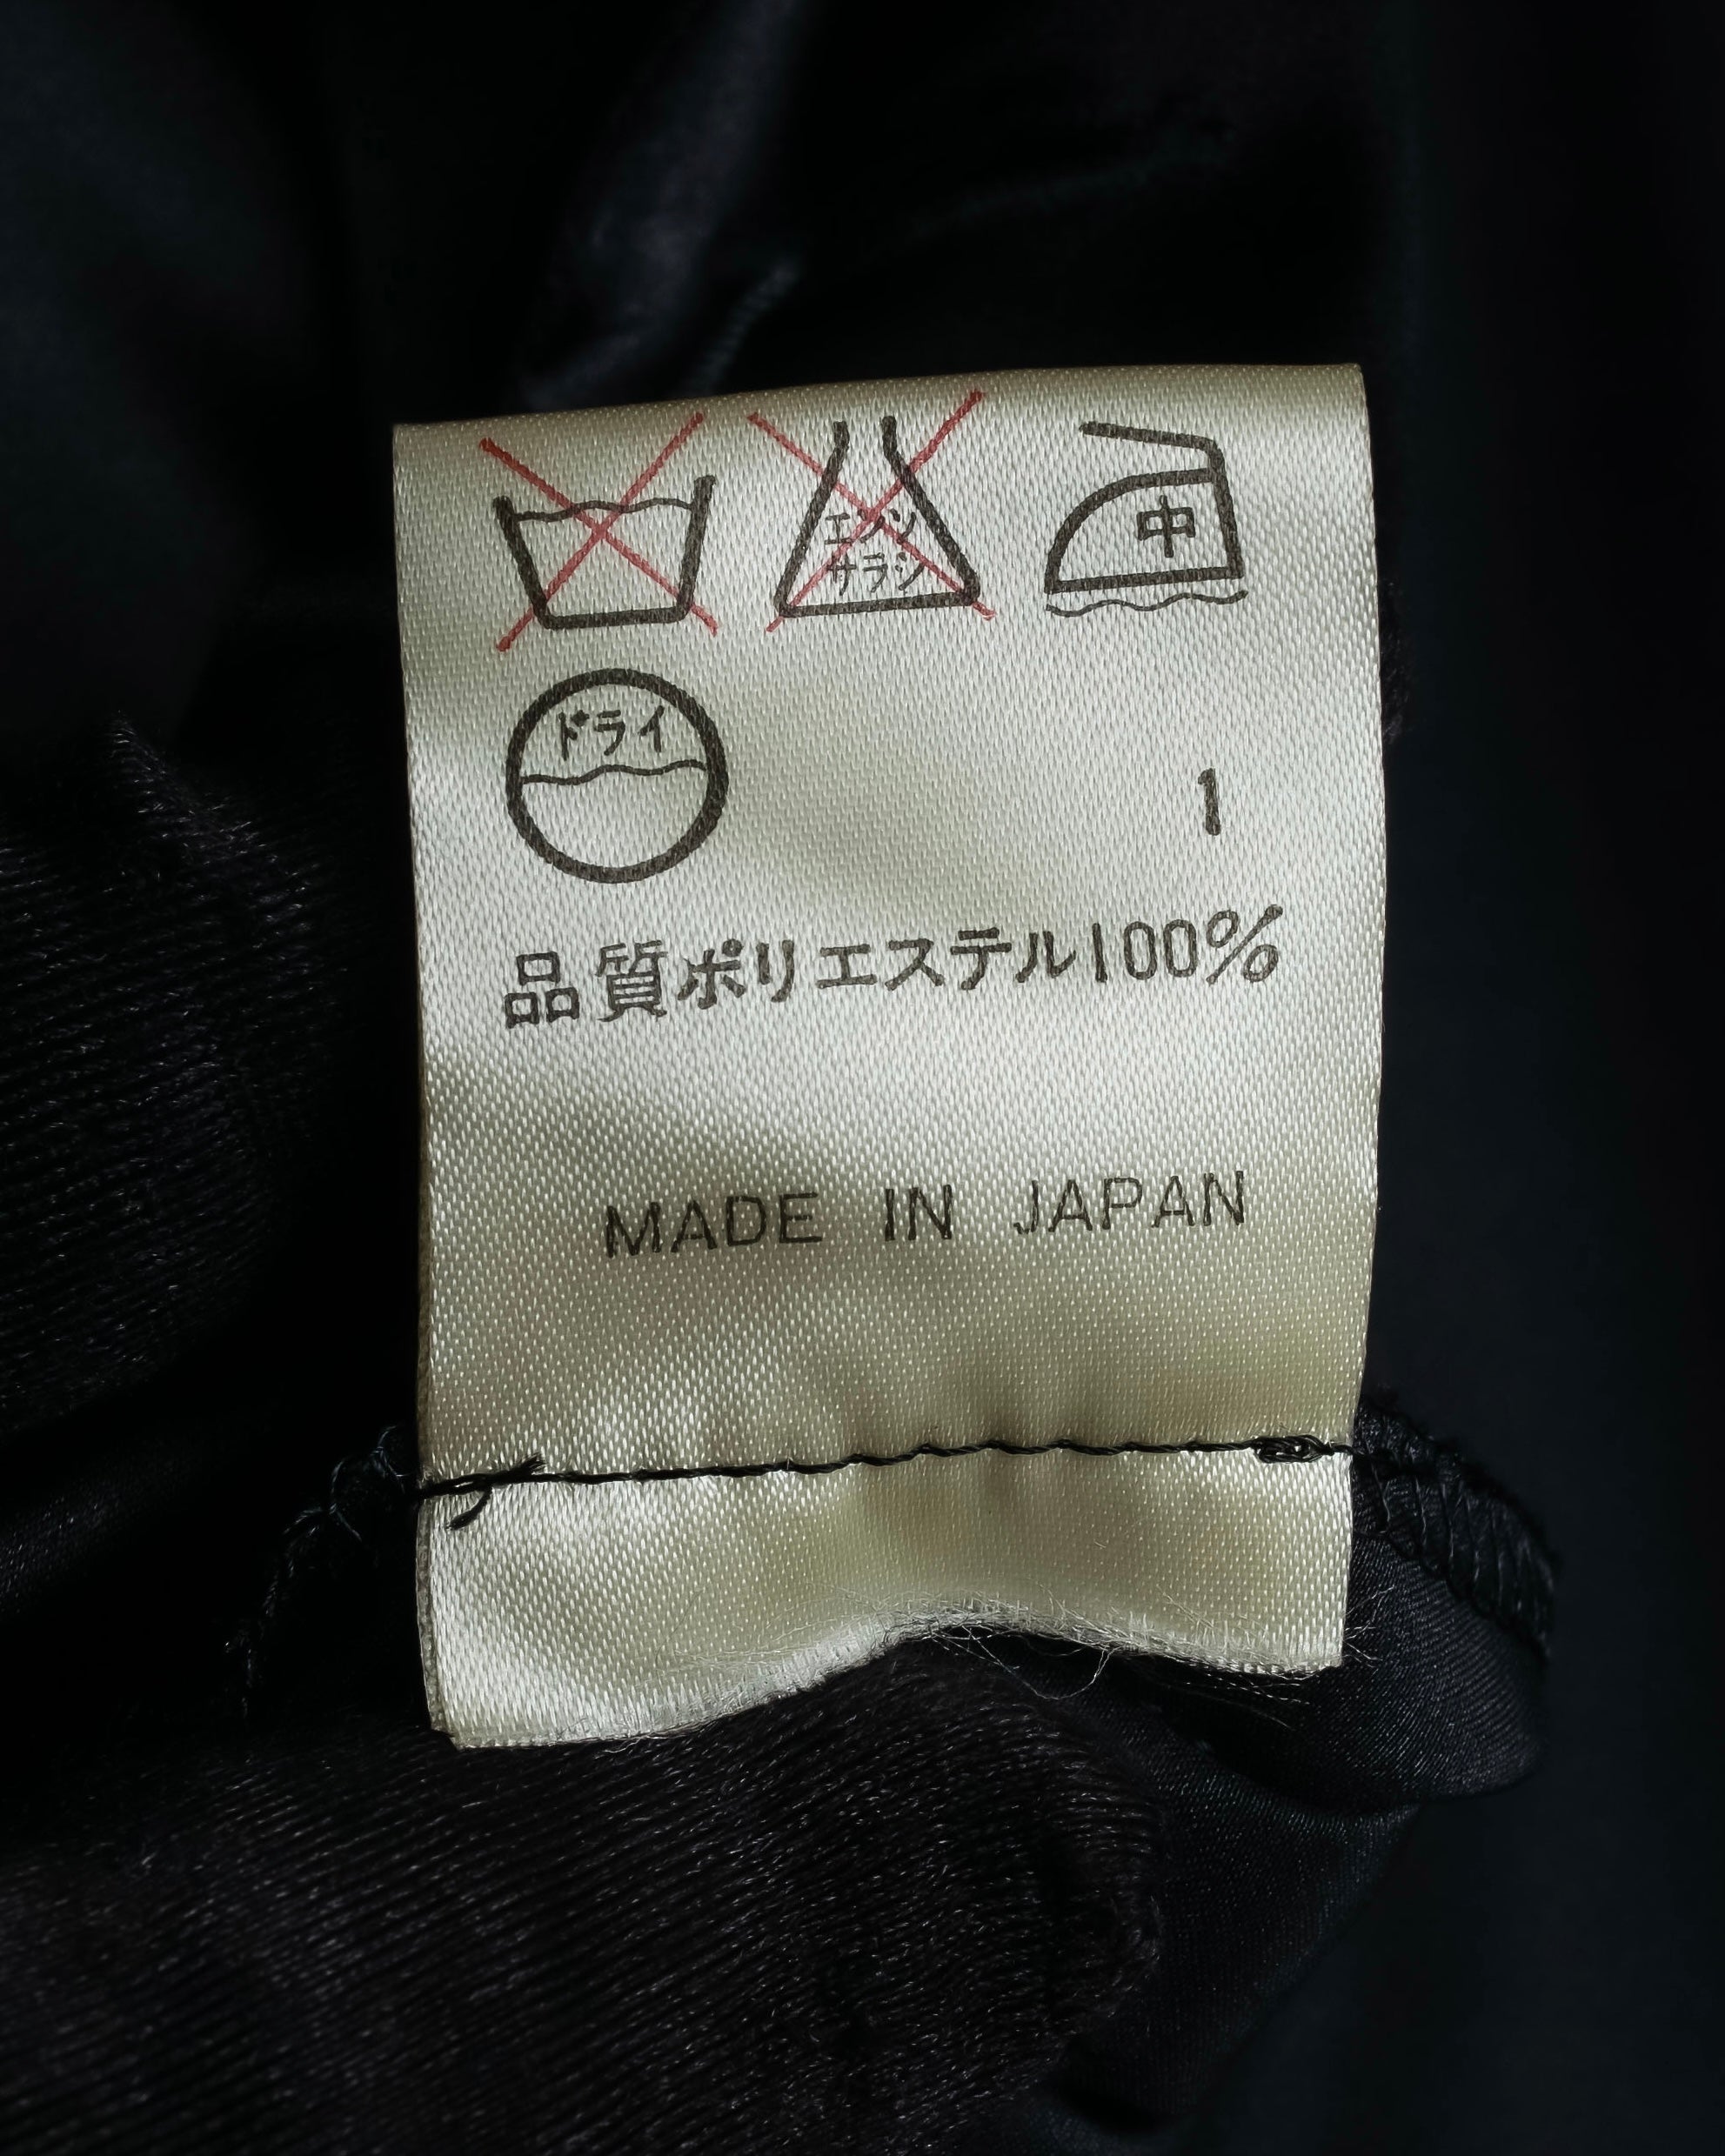 エンソ
サラシ
中
ドライ
1
品質ポリエステル100%
MADE IN JAPAN